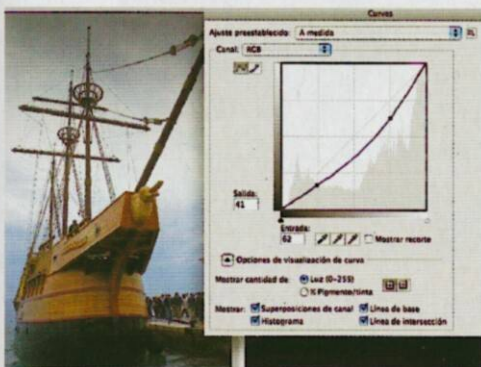 Curvas
Ajuste preestablecido: A medida
Canal: RGB
Salida:
41
Entrada:
62
Mostrar recorte
Opciones de visualización de curva
Mostrar cantidad de: Luz (0–255)
% Pigmento/tinta
Mostrar: Superposiciones de canal Línea de base
Histograma Línea de intersección